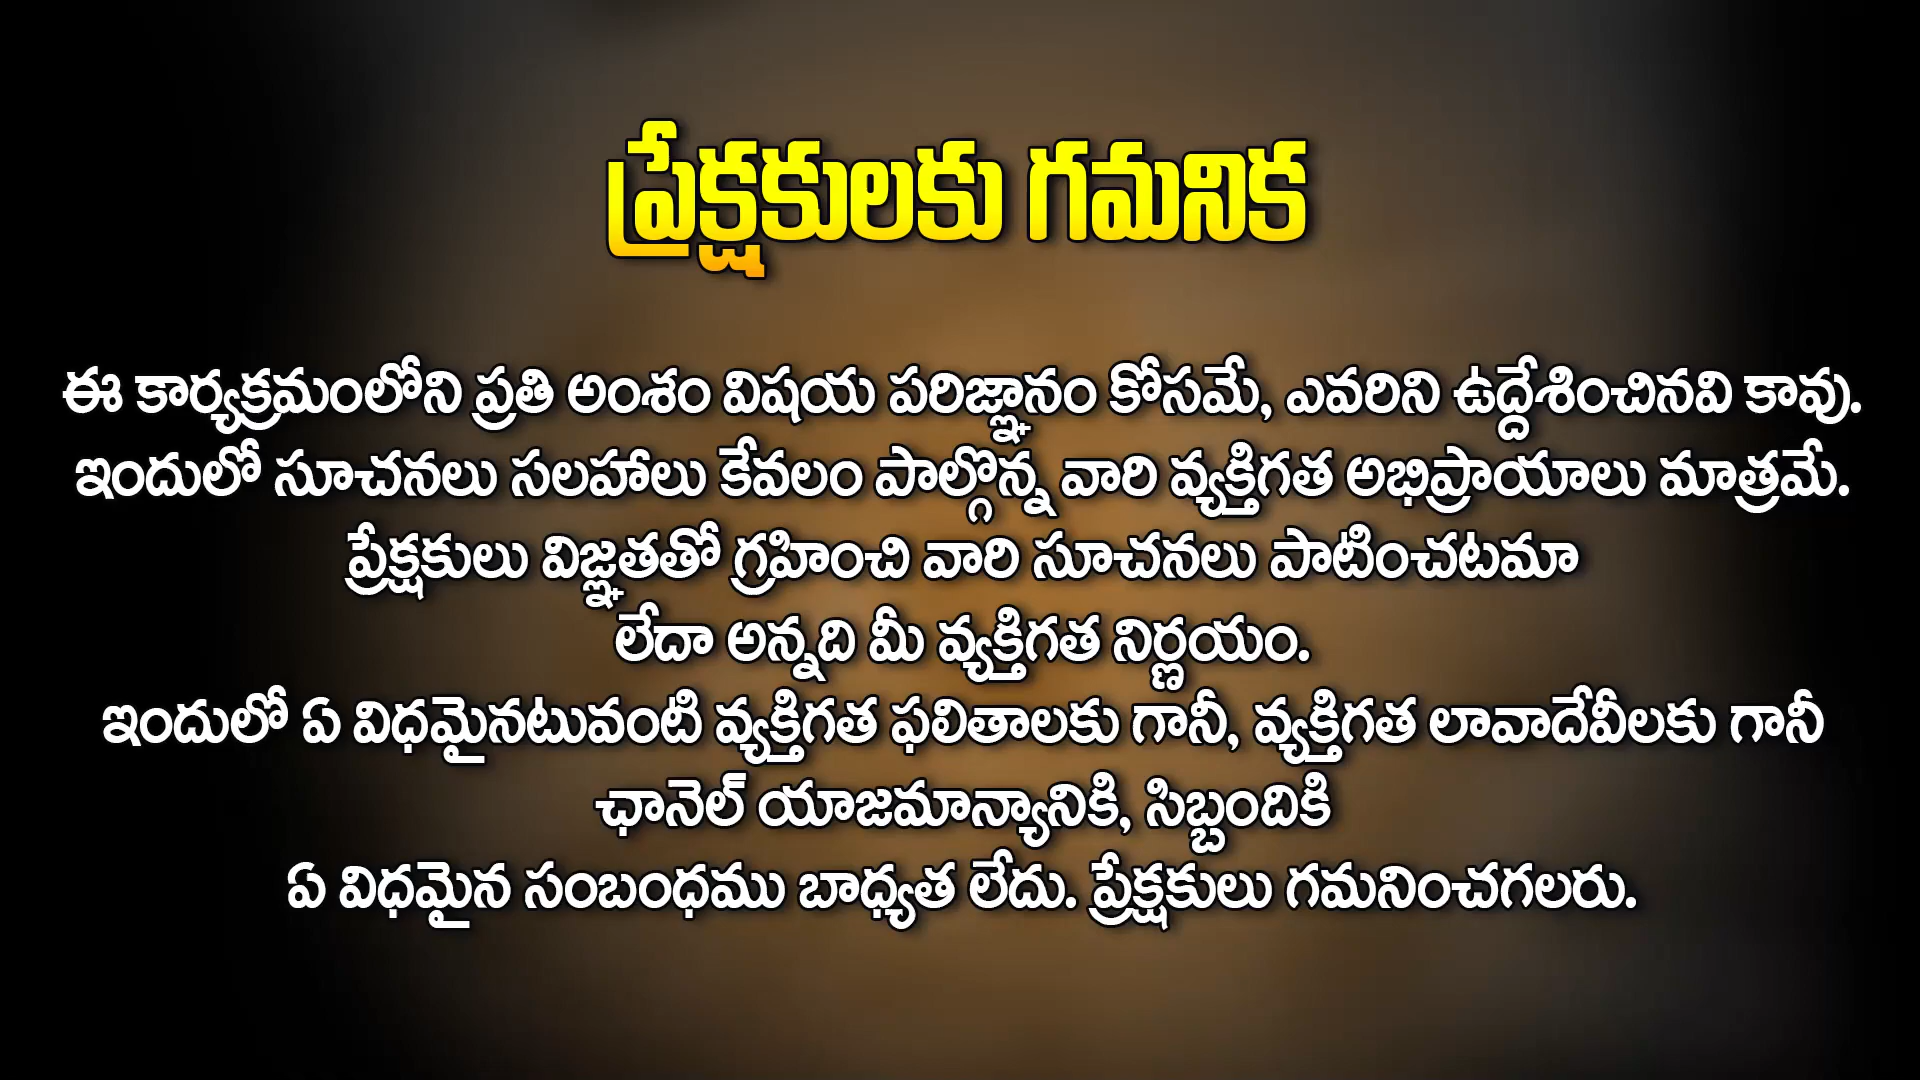 ప్రేక్షకులకు గమనిక
ఈ కార్యక్రమంలోని ప్రతి అంశం విషయ పరిజ్ఞానం కోసమే, ఎవరిని ఉద్దేశించినవి కావు.
ఇందులో సూచనలు సలహాలు కేవలం పాల్గొన్న వారి వ్యక్తిగత అభిప్రాయాలు మాత్రమే.
ప్రేక్షకులు విజ్ఞతతో గ్రహించి వారి సూచనలు పాటించటమా
లేదా అన్నది మీ వ్యక్తిగత నిర్ణయం.
ఇందులో ఏ విధమైనటువంటి వ్యక్తిగత ఫలితాలకు గానీ, వ్యక్తిగత లావాదేవీలకు గానీ
ఛానెల్ యాజమాన్యానికి, సిబ్బందికి
ఏ విధమైన సంబంధము బాధ్యత లేదు. ప్రేక్షకులు గమనించగలరు.